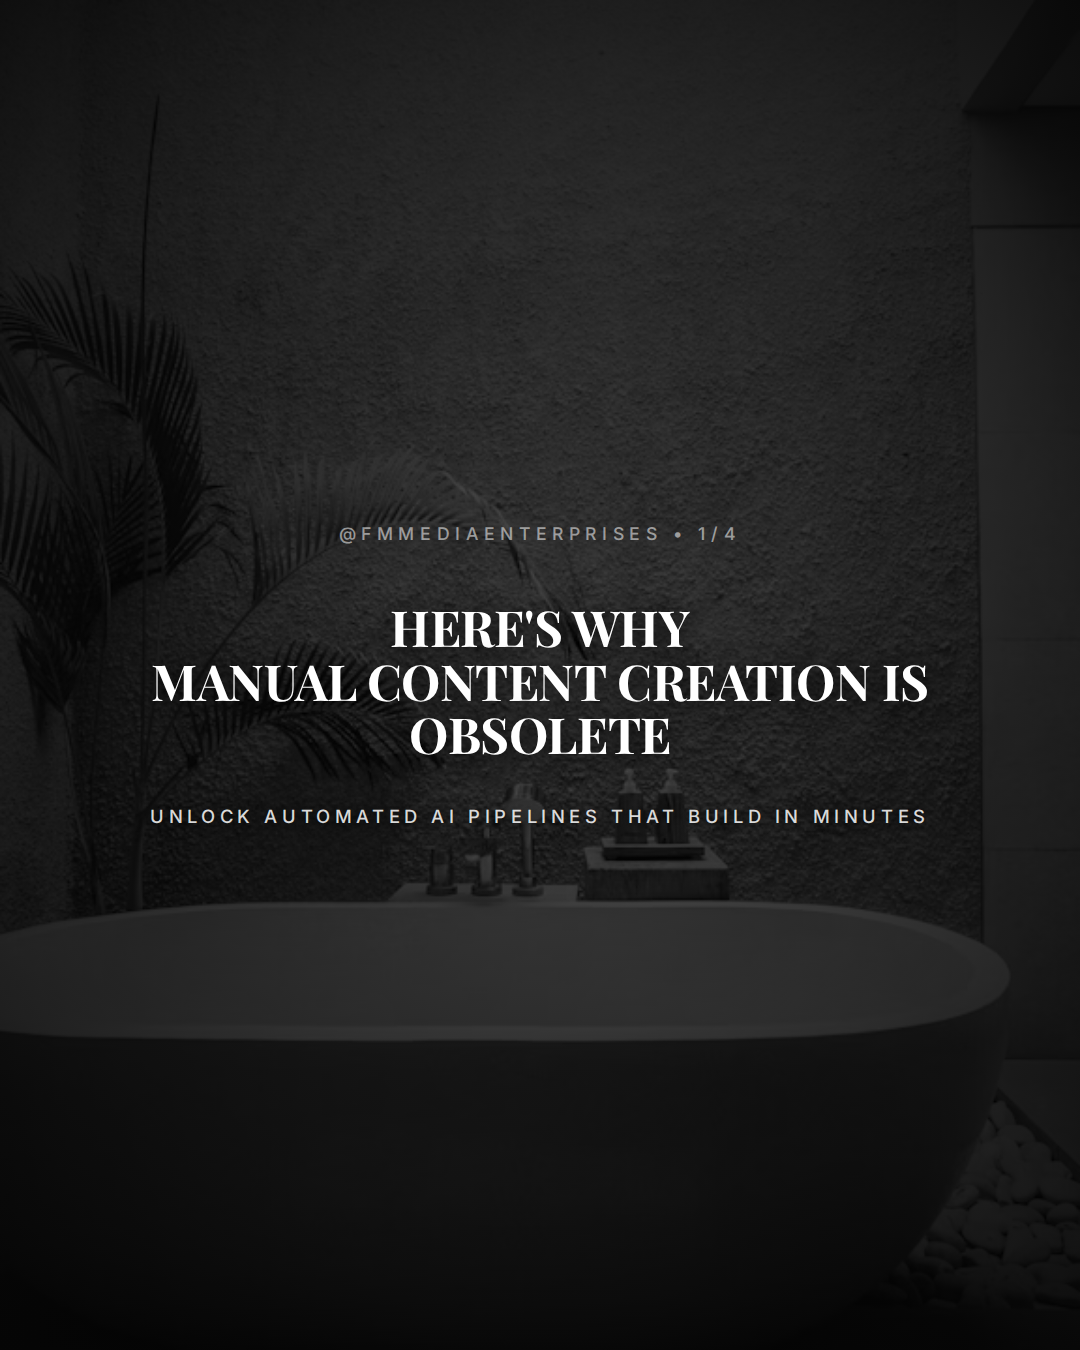 @FMMEDIAENTERPRISES • 1/4
HERE'S WHY
MANUAL CONTENT CREATION IS
OBSOLETE
UNLOCK AUTOMATED AI PIPELINES THAT BUILD IN MINUTES